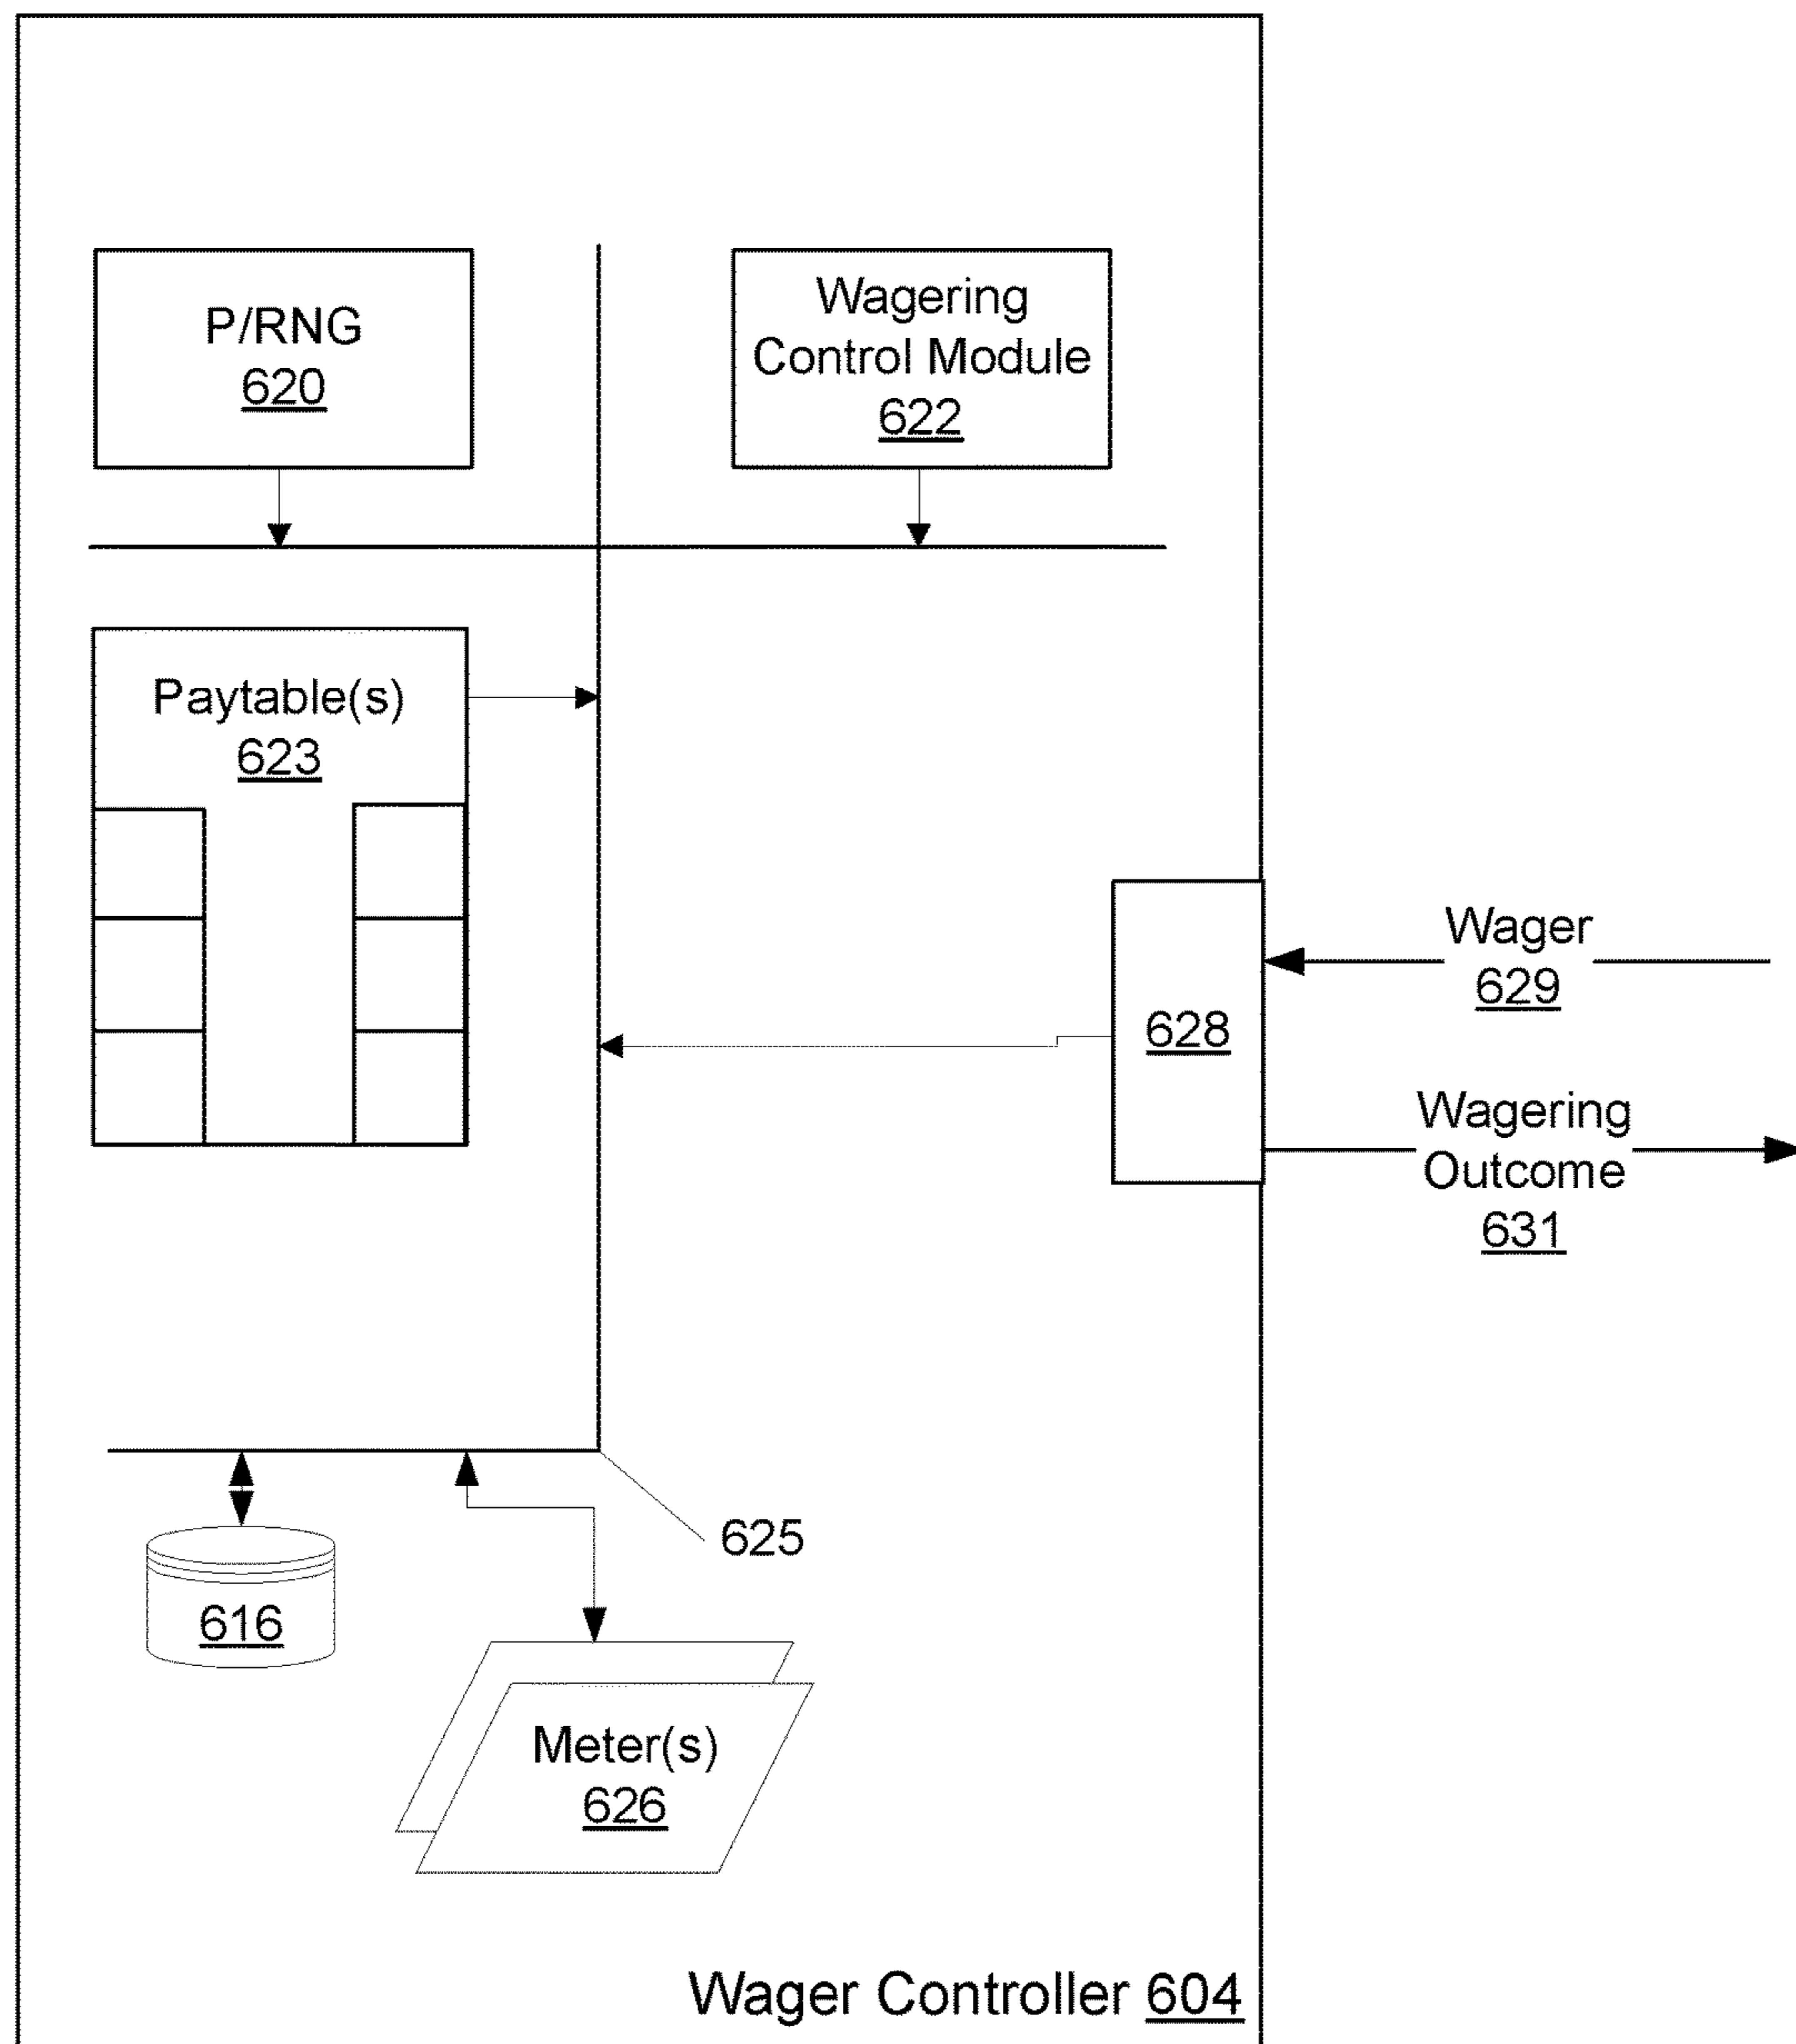 P/RNG
620
Wagering
Control Module
622
Paytable(s)
623
Wager
629
628
Wagering
Outcome
631
625
616
Meter(s)
626
Wager Controller 604